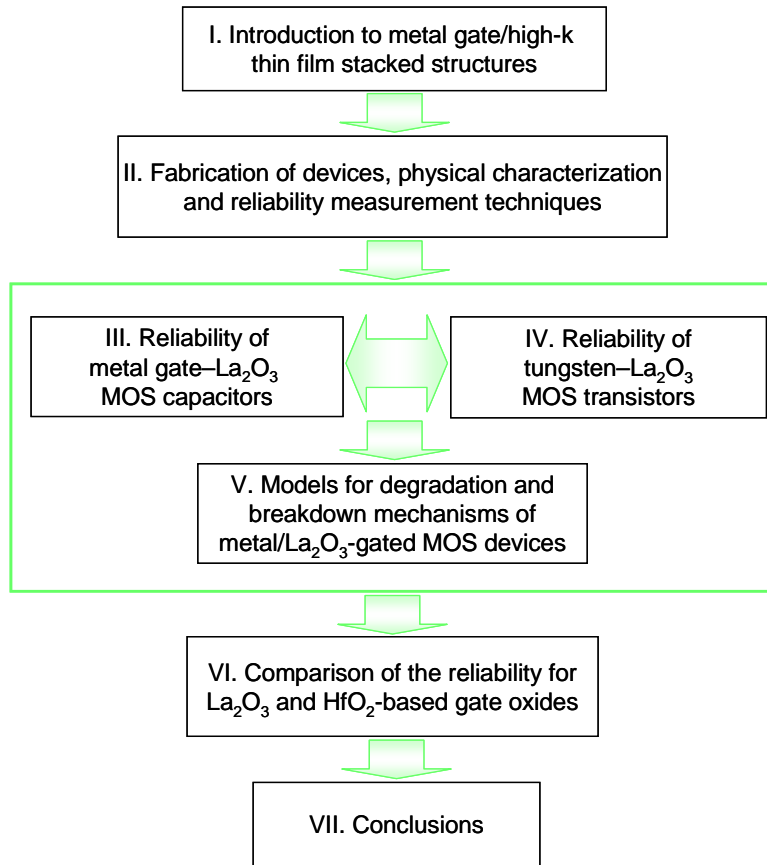 I. Introduction to metal gate/high-k
thin film stacked structures
II. Fabrication of devices, physical characterization
and reliability measurement techniques
III. Reliability of
metal gate–La₂O₃
MOS capacitors
IV. Reliability of
tungsten–La₂O₃
MOS transistors
V. Models for degradation and
breakdown mechanisms of
metal/La₂O₃-gated MOS devices
VI. Comparison of the reliability for
La₂O₃ and HfO₂-based gate oxides
VII. Conclusions